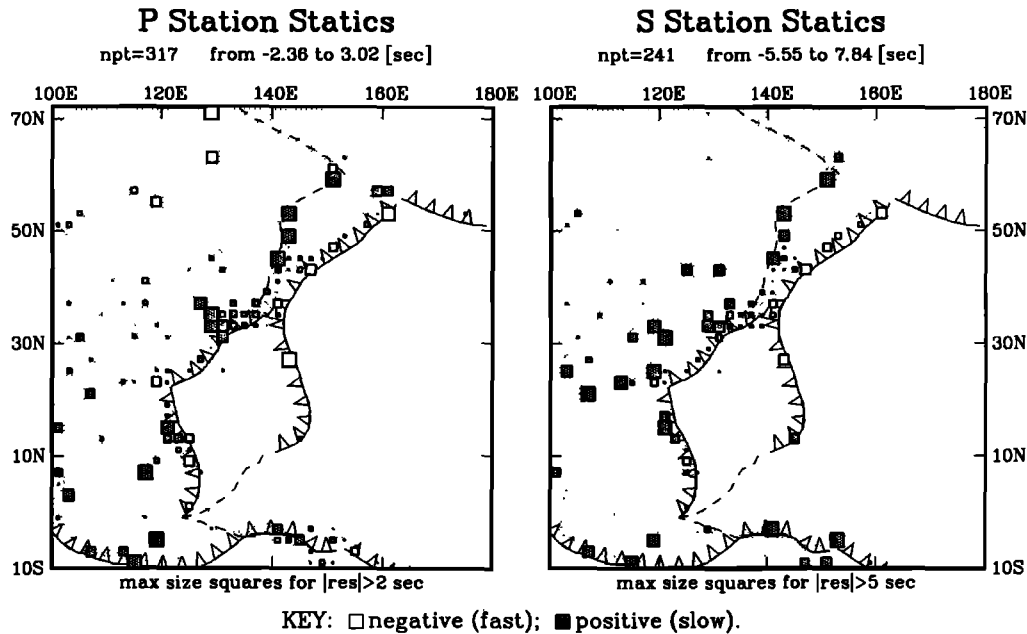 P Station Statics
npt=317 from -2.36 to 3.02 [sec]
100E 120E 140E 160E 180E
70N
50N
30N
10N
10S
max size squares for |res|>2 sec
S Station Statics
npt=241 from -5.55 to 7.84 [sec]
100E 120E 140E 160E 180E
70N
50N
30N
10N
10S
max size squares for |res|>5 sec
KEY: negative (fast); positive (slow).